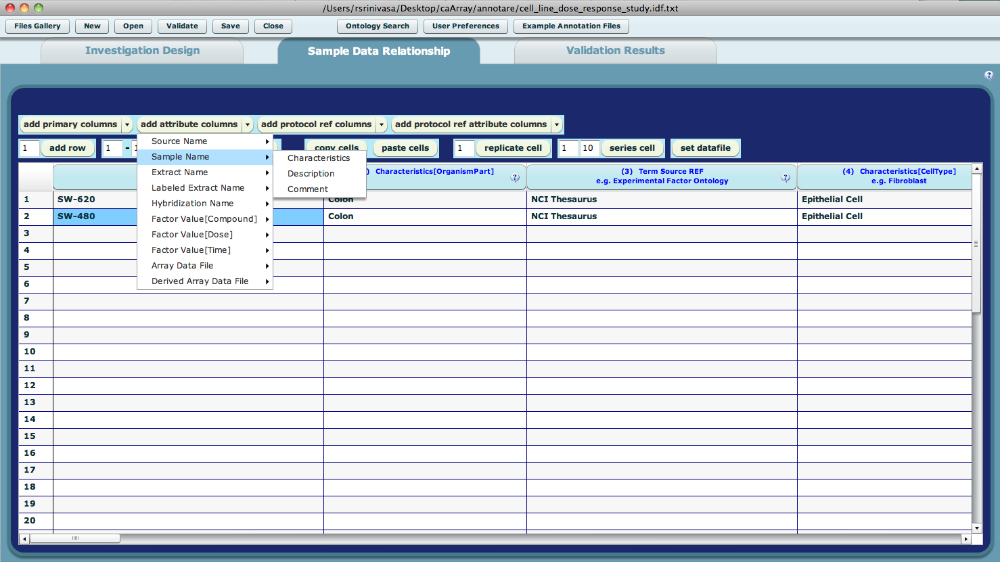 /Users/rsrinivasa/Desktop/caArray/annotare/cell_line_dose_response_study.idf.txt
Files Gallery New Open Validate Save Close Ontology Search User Preferences Example Annotation Files
Investigation Design Sample Data Relationship Validation Results
?
add primary columns add attribute columns add protocol ref columns add protocol ref attribute columns
1 add row 1 - copy cells paste cells 1 replicate cell 1 10 series cell set datafile
Source Name
Sample Name
Extract Name
Labeled Extract Name
Hybridization Name
Factor Value[Compound]
Factor Value[Dose]
Factor Value[Time]
Array Data File
Derived Array Data File
Characteristics
Description
Comment
) Characteristics[OrganismPart] ?
(3) Term Source REF
e.g. Experimental Factor Ontology ?
(4) Characteristics[CellType]
e.g. Fibroblast
1 SW-620 Colon NCI Thesaurus Epithelial Cell
2 SW-480 Colon NCI Thesaurus Epithelial Cell
3
4
5
6
7
8
9
10
11
12
13
14
15
16
17
18
19
20